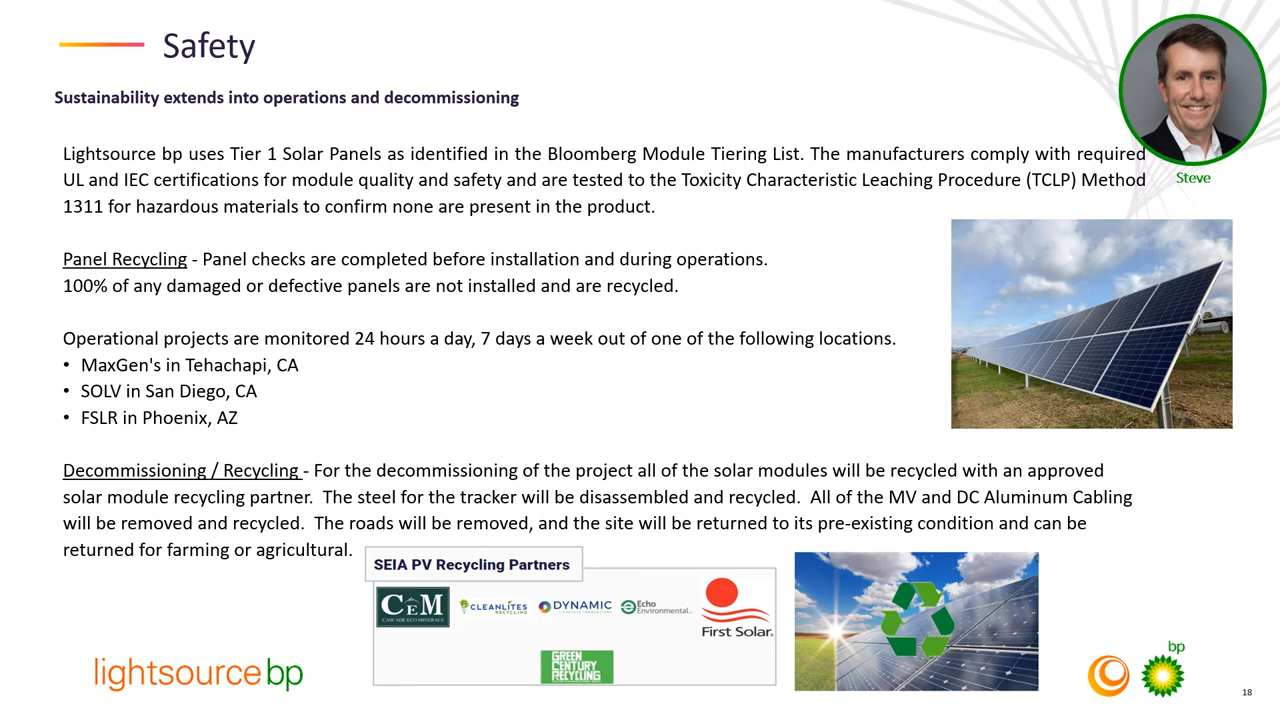 Safety
Sustainability extends into operations and decommissioning
Steve
Lightsource bp uses Tier 1 Solar Panels as identified in the Bloomberg Module Tiering List. The manufacturers comply with required
UL and IEC certifications for module quality and safety and are tested to the Toxicity Characteristic Leaching Procedure (TCLP) Method
1311 for hazardous materials to confirm none are present in the product.
Panel Recycling - Panel checks are completed before installation and during operations.
100% of any damaged or defective panels are not installed and are recycled.
Operational projects are monitored 24 hours a day, 7 days a week out of one of the following locations.
• MaxGen's in Tehachapi, CA
• SOLV in San Diego, CA
• FSLR in Phoenix, AZ
Decommissioning / Recycling - For the decommissioning of the project all of the solar modules will be recycled with an approved
solar module recycling partner. The steel for the tracker will be disassembled and recycled. All of the MV and DC Aluminum Cabling
will be removed and recycled. The roads will be removed, and the site will be returned to its pre-existing condition and can be
returned for farming or agricultural.
SEIA PV Recycling Partners
CeM
CASCADE ECO MINERALS
CLEANLITES
RECYCLING
DYNAMIC
Echo
Environmental
First Solar.
GREEN
CENTURY
RECYCLING
lightsource bp
bp
18